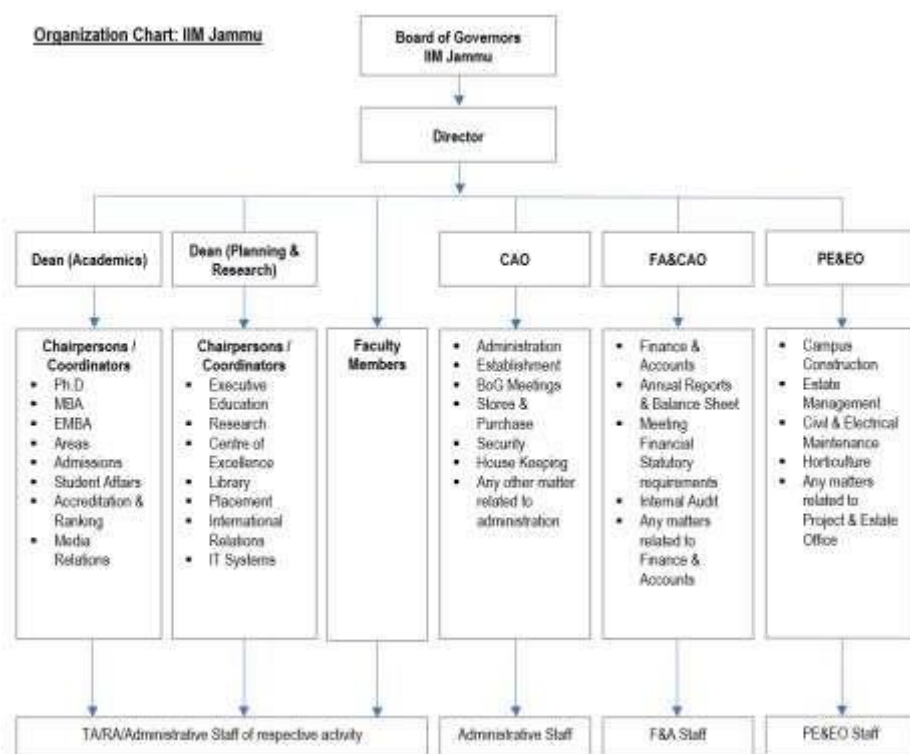 Organization Chart: IIM Jammu
Board of Governors
IIM Jammu
Director
Dean (Academics)
Dean (Planning &
Research)
CAO
FA&CAO
PE&EO
Chairpersons /
Coordinators
▪ Ph.D
▪ MBA
▪ EMBA
▪ Areas
▪ Admissions
▪ Student Affairs
▪ Accreditation &
Ranking
▪ Media
Relations
Chairpersons /
Coordinators
▪ Executive
Education
▪ Research
▪ Centre of
Excellence
▪ Library
▪ Placement
▪ International
Relations
▪ IT Systems
Faculty
Members
▪ Administration
▪ Establishment
▪ BoG Meetings
▪ Stores &
Purchase
▪ Security
▪ House Keeping
▪ Any other matter
related to
administration
▪ Finance &
Accounts
▪ Annual Reports
& Balance Sheet
▪ Meeting
Financial
Statutory
requirements
▪ Internal Audit
▪ Any matters
related to
Finance &
Accounts
▪ Campus
Construction
▪ Estate
Management
▪ Civil & Electrical
Maintenance
▪ Horticulture
▪ Any matters
related to
Project & Estate
Office
TA/RA/Administrative Staff of respective activity
Administrative Staff
F&A Staff
PE&EO Staff